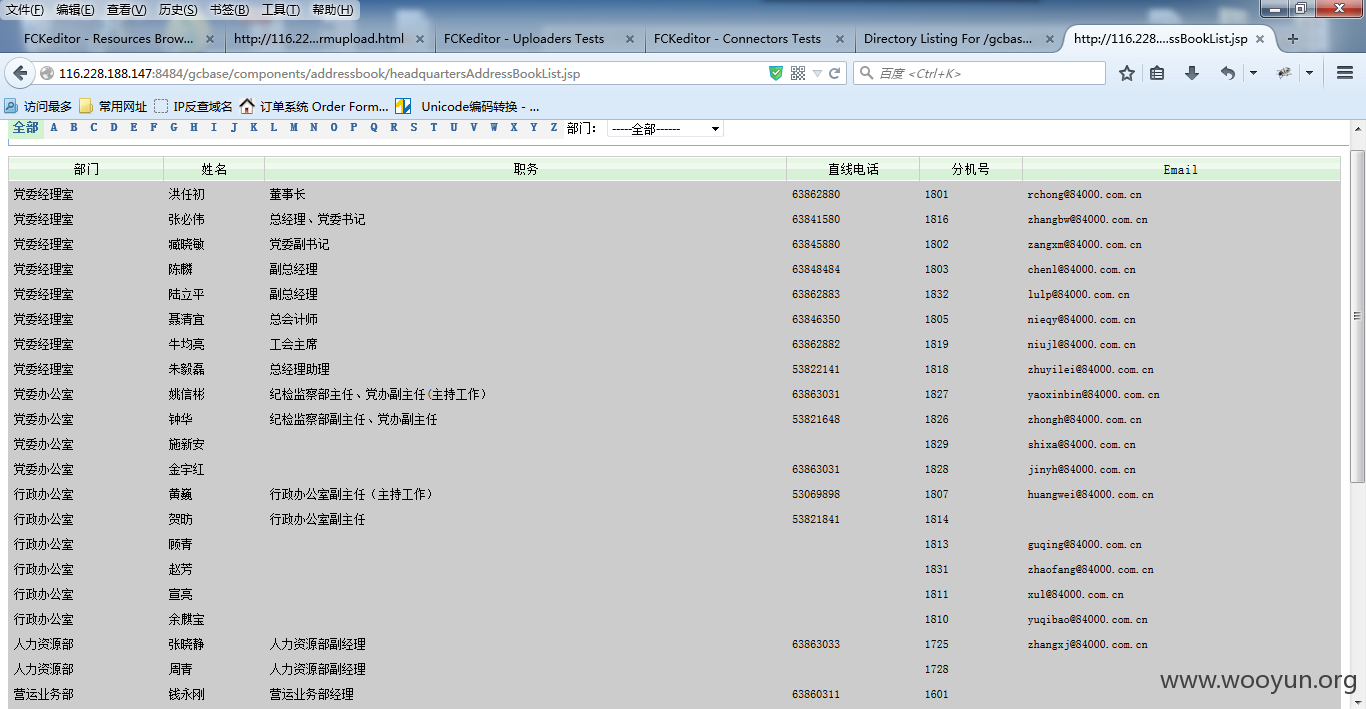 文件(F) 编辑(E) 查看(V) 历史(S) 书签(B) 工具(T) 帮助(H)
FCKeditor - Resources Brow... × http://116.22...rmupload.html × FCKeditor - Uploaders Tests × FCKeditor - Connectors Tests × Directory Listing For /gcbas... × http://116.228....ssBookList.jsp × +
116.228.188.147:8484/gcbase/components/addressbook/headquartersAddressBookList.jsp 百度 <Ctrl+K>
访问最多 常用网址 IP反查域名 订单系统 Order Form... Unicode编码转换 - ...
全部 A B C D E F G H I J K L M N O P Q R S T U V W X Y Z 部门： -----全部------
部门 姓名 职务 直线电话 分机号 Email
党委经理室 洪任初 董事长 63862880 1801 rchong@84000.com.cn
党委经理室 张必伟 总经理、党委书记 63841580 1816 zhangbw@84000.com.cn
党委经理室 臧晓敏 党委副书记 63845880 1802 zangxm@84000.com.cn
党委经理室 陈麟 副总经理 63848484 1803 chenl@84000.com.cn
党委经理室 陆立平 副总经理 63862883 1832 lulp@84000.com.cn
党委经理室 聂清宜 总会计师 63846350 1805 nieqy@84000.com.cn
党委经理室 牛均亮 工会主席 63862882 1819 niujl@84000.com.cn
党委经理室 朱毅磊 总经理助理 53822141 1818 zhuyilei@84000.com.cn
党委办公室 姚信彬 纪检监察部主任、党办副主任(主持工作） 63863031 1827 yaoxinbin@84000.com.cn
党委办公室 钟华 纪检监察部副主任、党办副主任 53821648 1826 zhongh@84000.com.cn
党委办公室 施新安 1829 shixa@84000.com.cn
党委办公室 金宇红 63863031 1828 jinyh@84000.com.cn
行政办公室 黄巍 行政办公室副主任（主持工作） 53069898 1807 huangwei@84000.com.cn
行政办公室 贺昉 行政办公室副主任 53821841 1814
行政办公室 顾青 1813 guqing@84000.com.cn
行政办公室 赵芳 1831 zhaofang@84000.com.cn
行政办公室 宣亮 1811 xul@84000.com.cn
行政办公室 余麒宝 1810 yuqibao@84000.com.cn
人力资源部 张晓静 人力资源部副经理 63863033 1725 zhangxj@84000.com.cn
人力资源部 周青 人力资源部副经理 1728
营运业务部 钱永刚 营运业务部经理 63860311 1601
www.wooyun.org